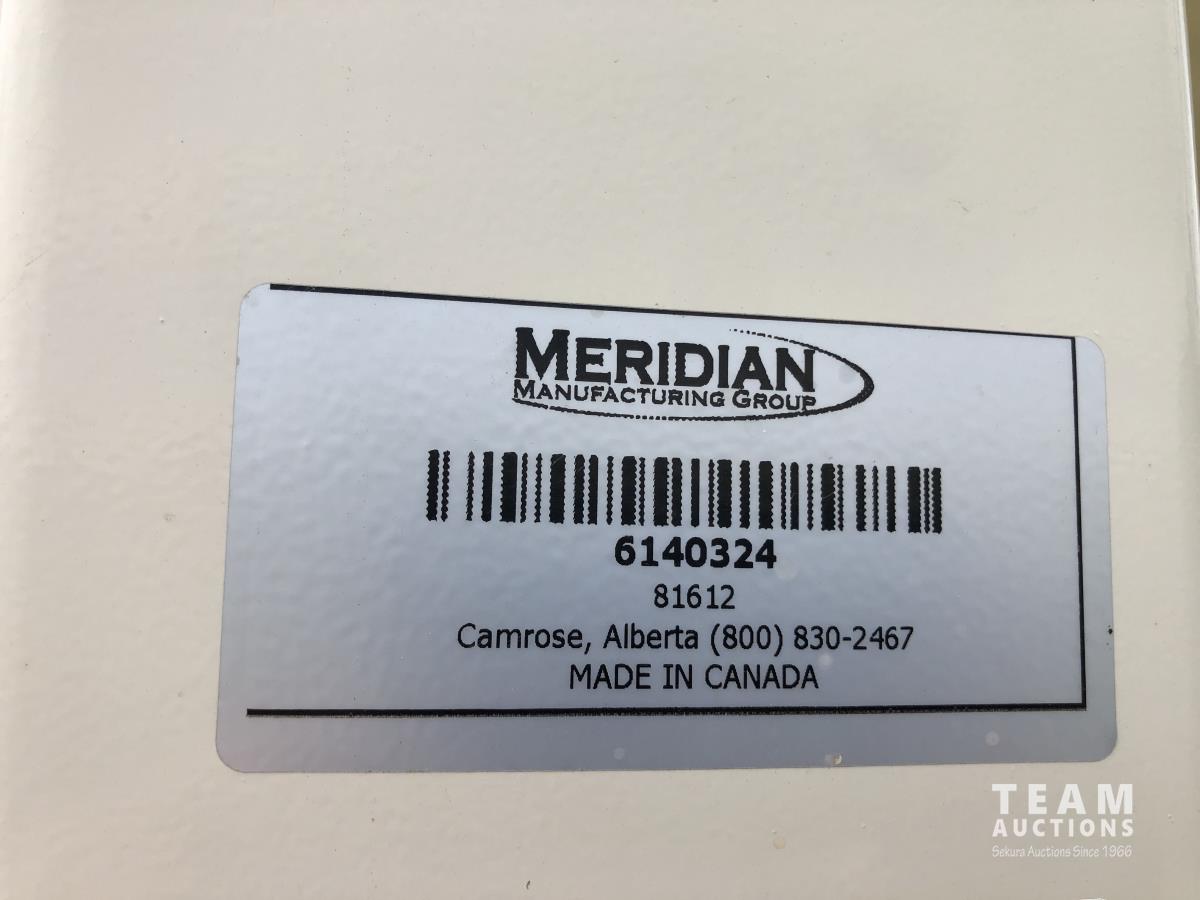 MERIDIAN
MANUFACTURING GROUP
6140324
81612
Camrose, Alberta (800) 830-2467
MADE IN CANADA
TEAM
AUCTIONS
Sekura Auctions Since 1966